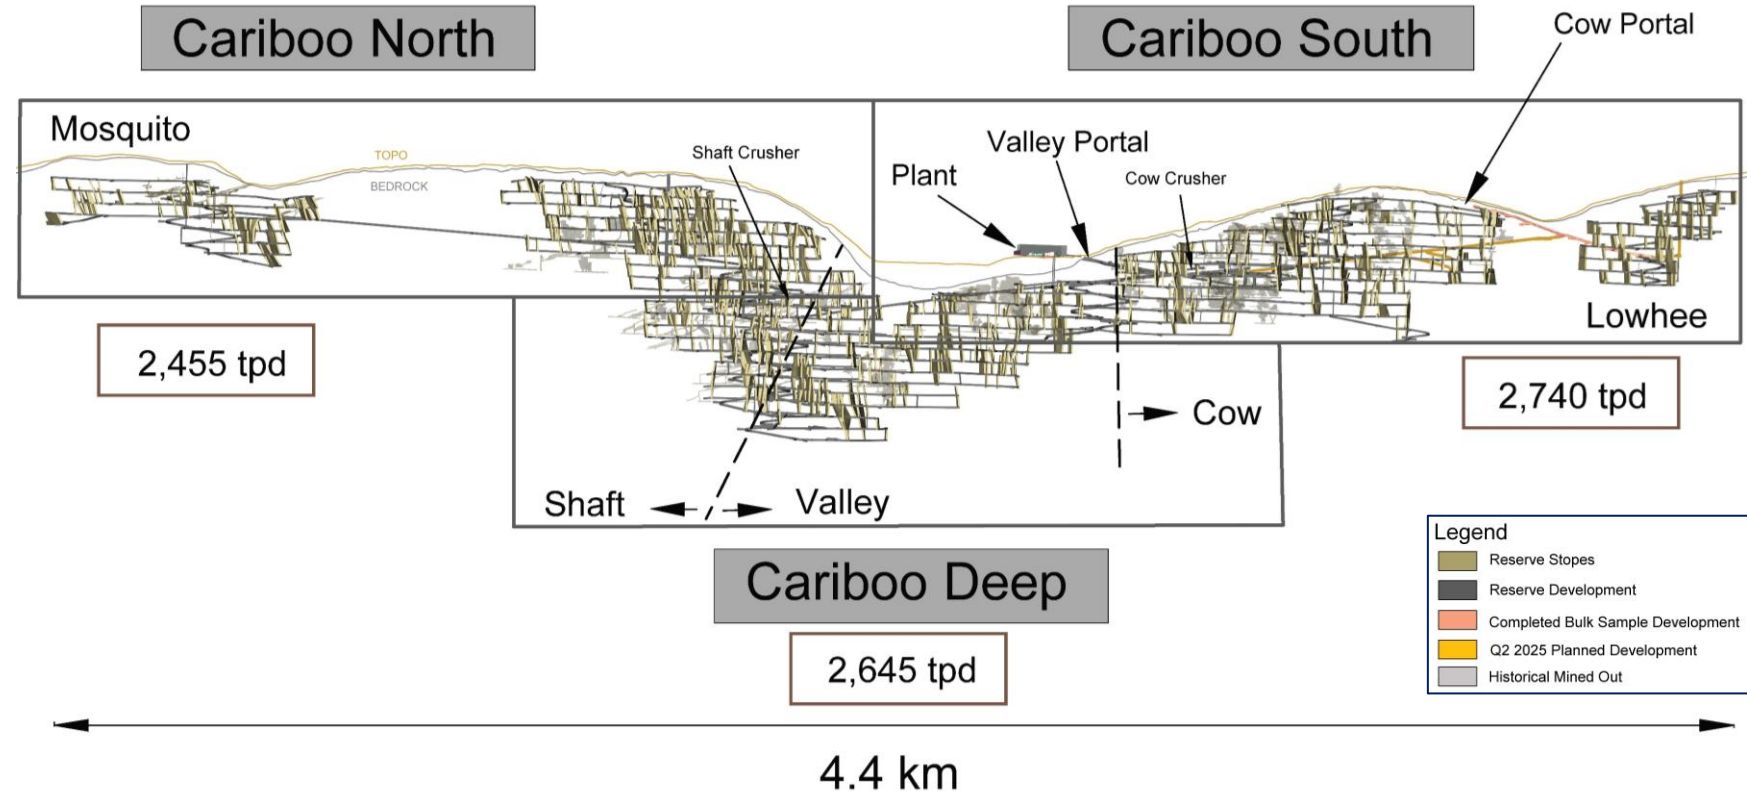 Cariboo North
Cariboo South
Cow Portal
Mosquito
TOPO
BEDROCK
Shaft Crusher
Plant
Valley Portal
Cow Crusher
Lowhee
2,455 tpd
2,740 tpd
Cow
Shaft
Valley
Cariboo Deep
2,645 tpd
Legend
Reserve Stopes
Reserve Development
Completed Bulk Sample Development
Q2 2025 Planned Development
Historical Mined Out
4.4 km